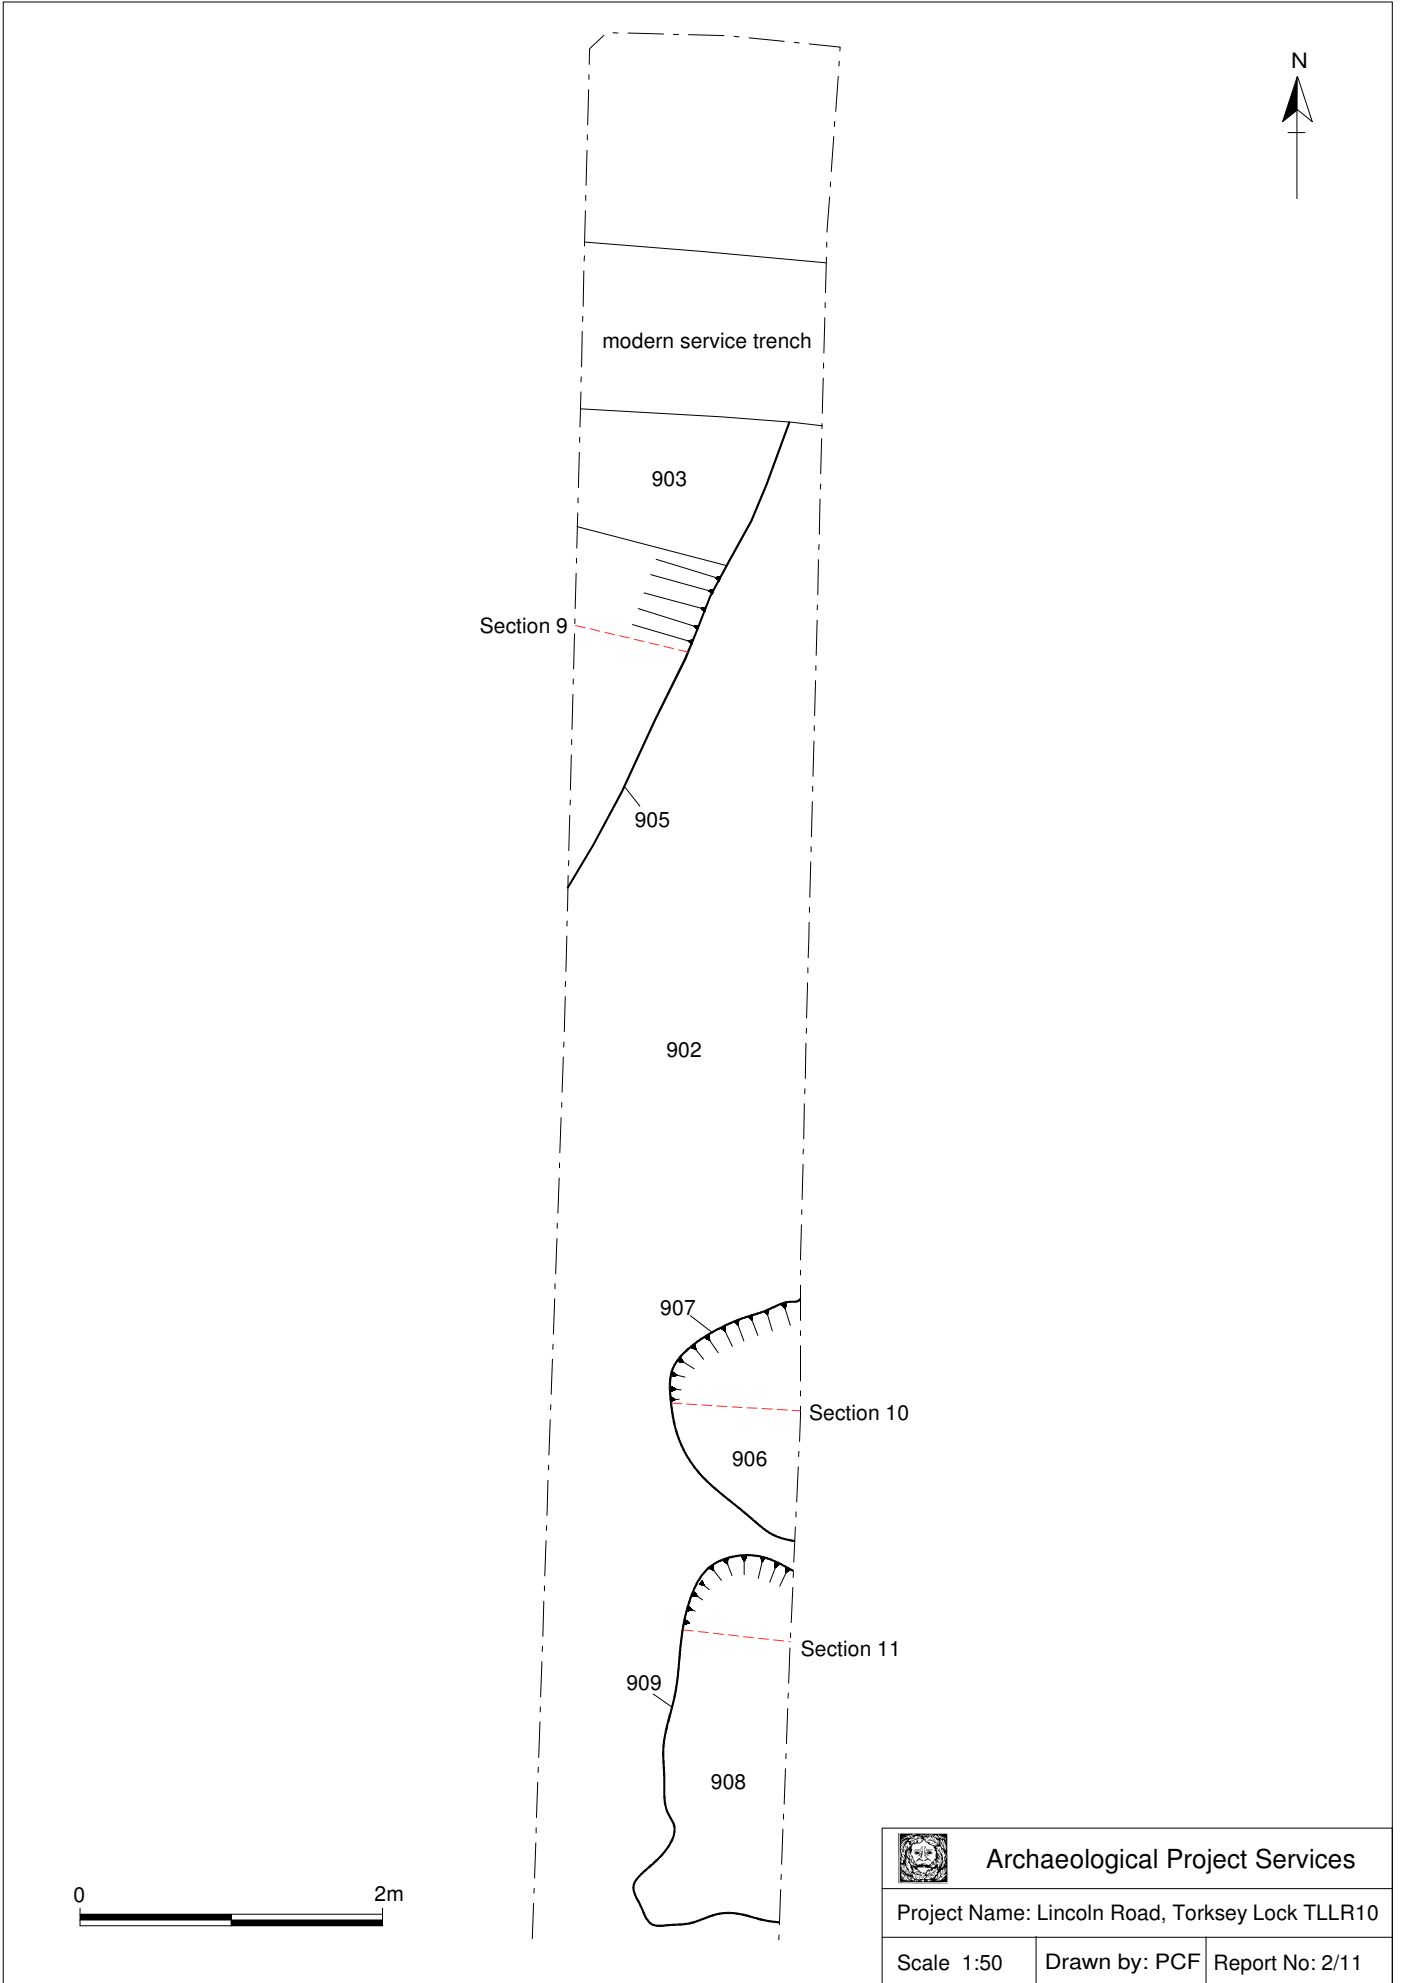 N
modern service trench
903
Section 9
905
902
907
Section 10
906
Section 11
909
908
0 2m
Archaeological Project Services
Project Name: Lincoln Road, Torksey Lock TLLR10
Scale 1:50 Drawn by: PCF Report No: 2/11